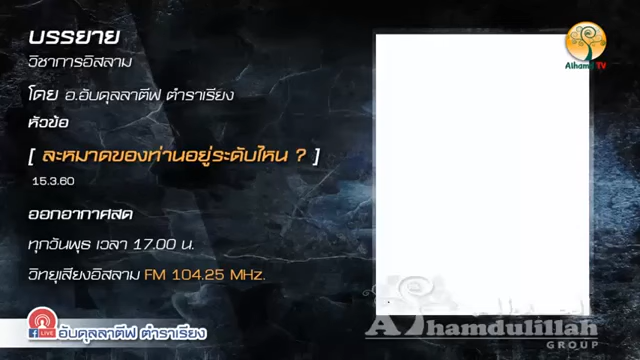 บรรยาย
วิชาการอิสลาม
โดย อ.อับดุลลาตีฟ ตำราเรียง
หัวข้อ
[ ละหมาดของท่านอยู่ระดับไหน ? ]
15.3.60
ออกอากาศสด
ทุกวันพุธ เวลา 17.00 น.
วิทยุเสียงอิสลาม FM 104.25 MHz.
LIVE อับดุลลาตีฟ ตำราเรียง
Alhamd TV
Alhamdulillah
GROUP